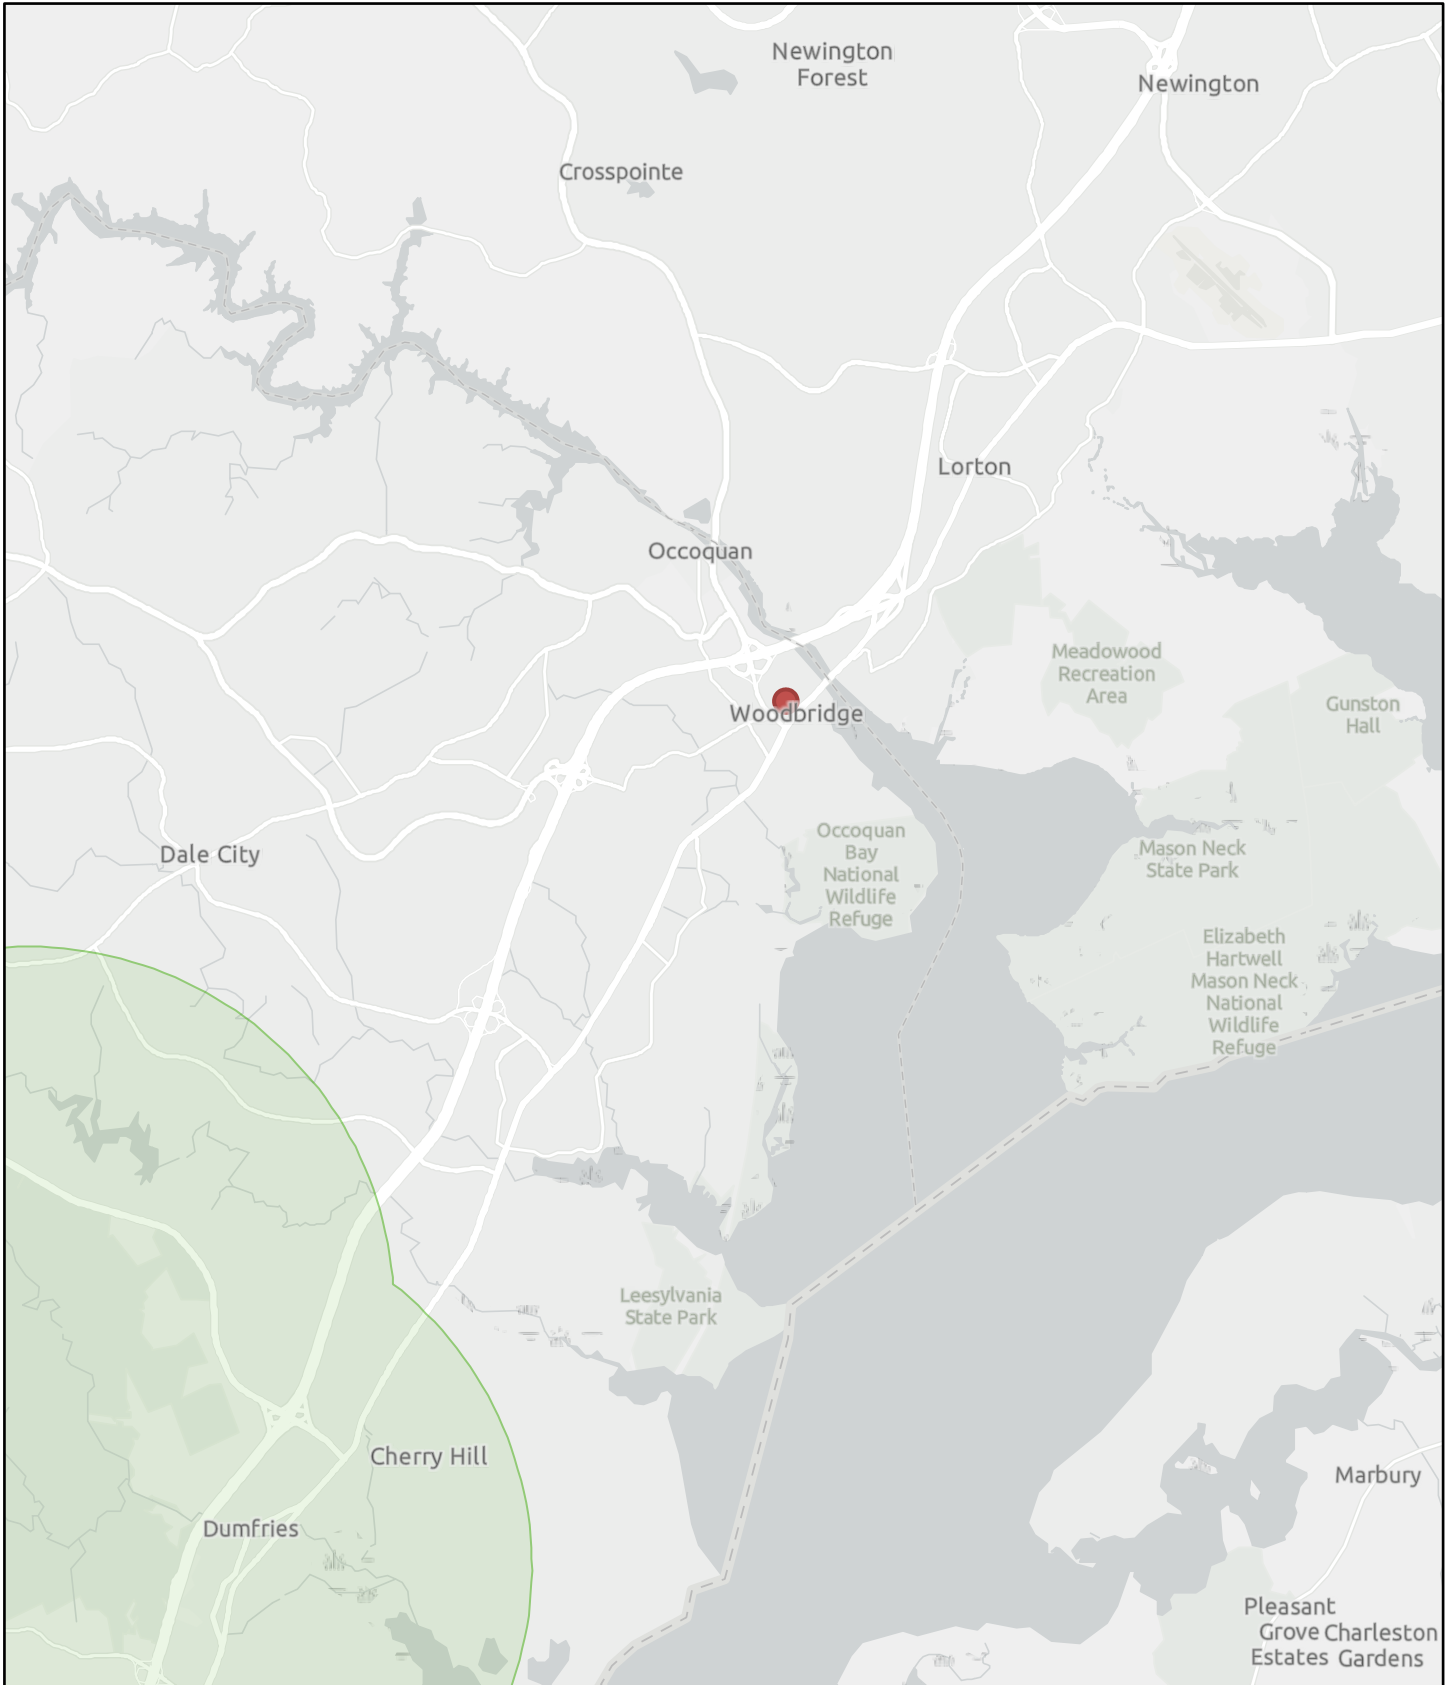 Newington
Forest
Newington
Crosspointe
Lorton
Occoquan
Meadowood
Recreation
Area
Gunston
Hall
Woodbridge
Occoquan
Bay
National
Wildlife
Refuge
Mason Neck
State Park
Dale City
Elizabeth
Hartwell
Mason Neck
National
Wildlife
Refuge
Leesylvania
State Park
Cherry Hill
Marbury
Dumfries
Pleasant
Grove
Estates
Charleston
Gardens